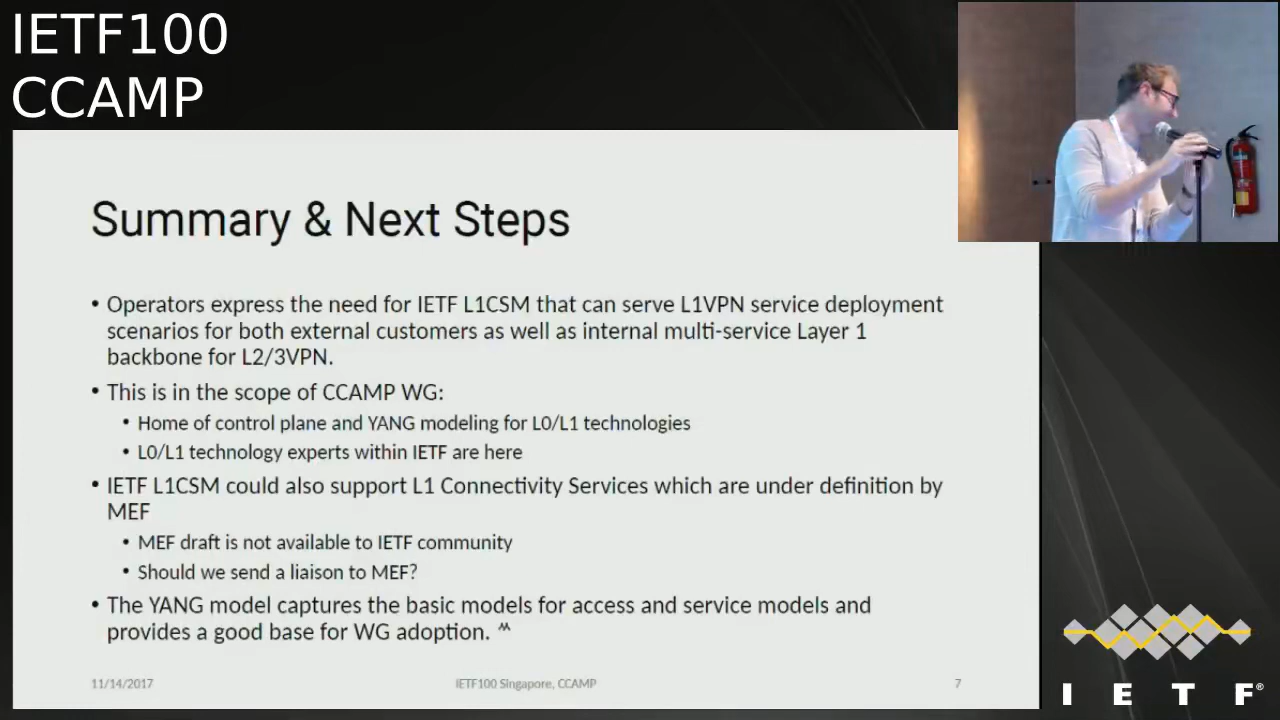 IETF100
CCAMP
Summary & Next Steps
• Operators express the need for IETF L1CSM that can serve L1VPN service deployment
scenarios for both external customers as well as internal multi-service Layer 1
backbone for L2/3VPN.
• This is in the scope of CCAMP WG:
• Home of control plane and YANG modeling for L0/L1 technologies
• L0/L1 technology experts within IETF are here
• IETF L1CSM could also support L1 Connectivity Services which are under definition by
MEF
• MEF draft is not available to IETF community
• Should we send a liaison to MEF?
• The YANG model captures the basic models for access and service models and
provides a good base for WG adoption. ^^
11/14/2017
IETF100 Singapore, CCAMP
7
I E T F®